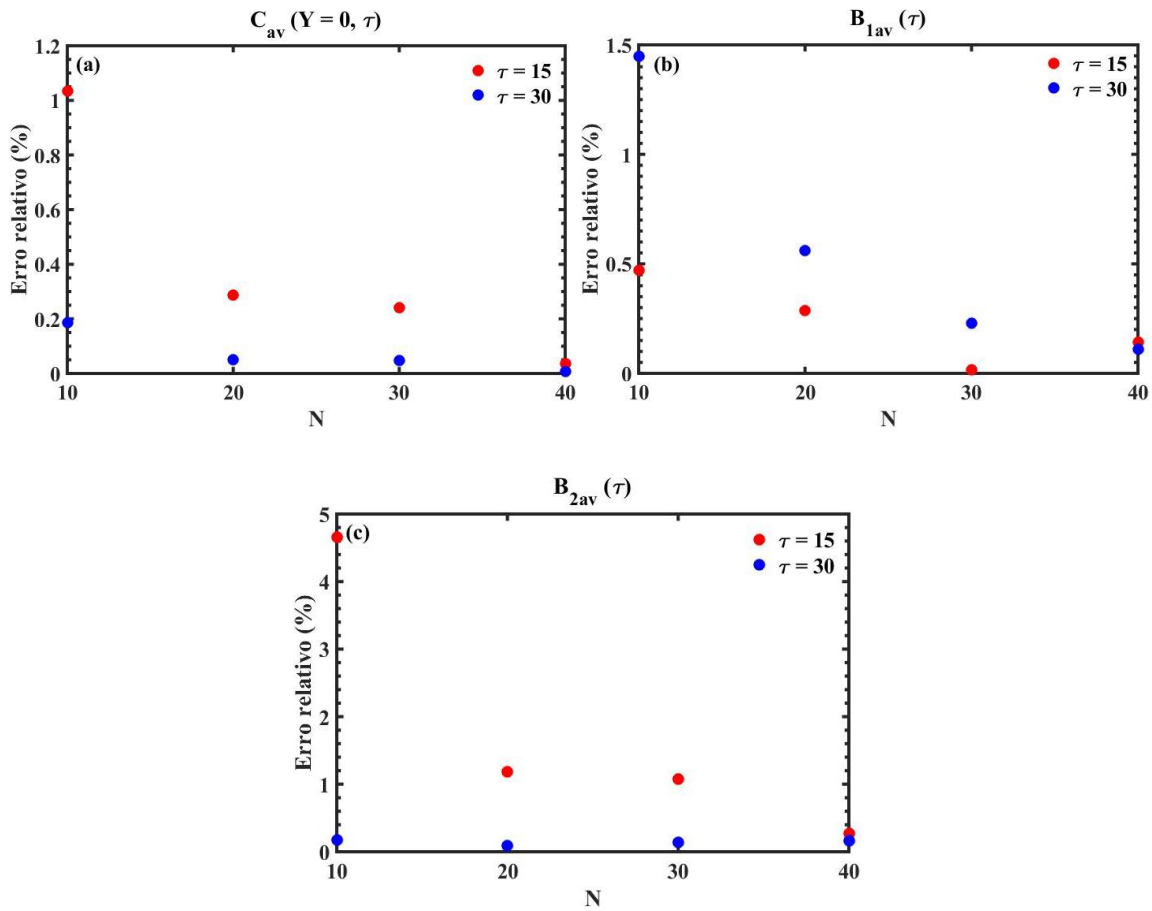 C_av (Y = 0, τ)
(a)
τ = 15
τ = 30
1.2
1
0.8
0.6
0.4
0.2
0
Erro relativo (%)
10 20 30 40
N
B_1av (τ)
(b)
τ = 15
τ = 30
1.5
1
0.5
0
Erro relativo (%)
10 20 30 40
N
B_2av (τ)
(c)
τ = 15
τ = 30
5
4
3
2
1
0
Erro relativo (%)
10 20 30 40
N